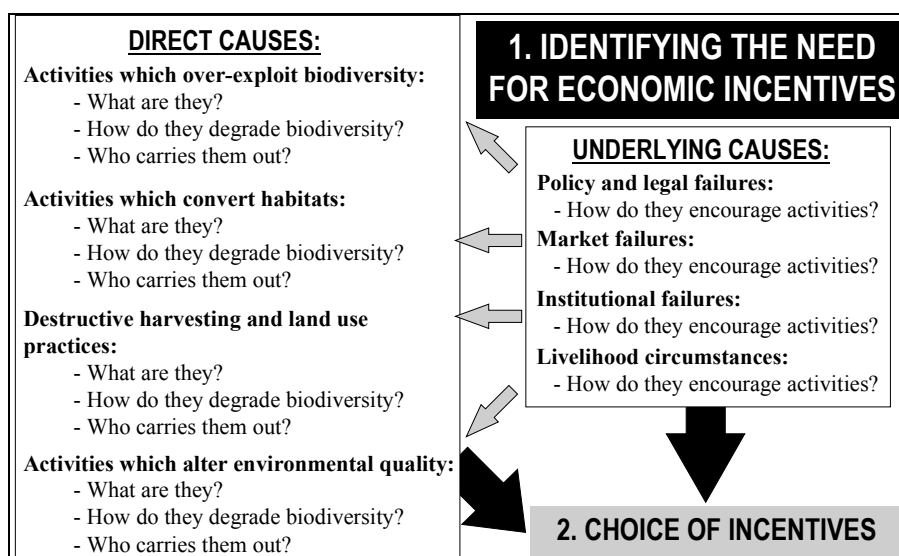 DIRECT CAUSES:
Activities which over-exploit biodiversity:
- What are they?
- How do they degrade biodiversity?
- Who carries them out?
Activities which convert habitats:
- What are they?
- How do they degrade biodiversity?
- Who carries them out?
Destructive harvesting and land use
practices:
- What are they?
- How do they degrade biodiversity?
- Who carries them out?
Activities which alter environmental quality:
- What are they?
- How do they degrade biodiversity?
- Who carries them out?
1. IDENTIFYING THE NEED
FOR ECONOMIC INCENTIVES
UNDERLYING CAUSES:
Policy and legal failures:
- How do they encourage activities?
Market failures:
- How do they encourage activities?
Institutional failures:
- How do they encourage activities?
Livelihood circumstances:
- How do they encourage activities?
2. CHOICE OF INCENTIVES